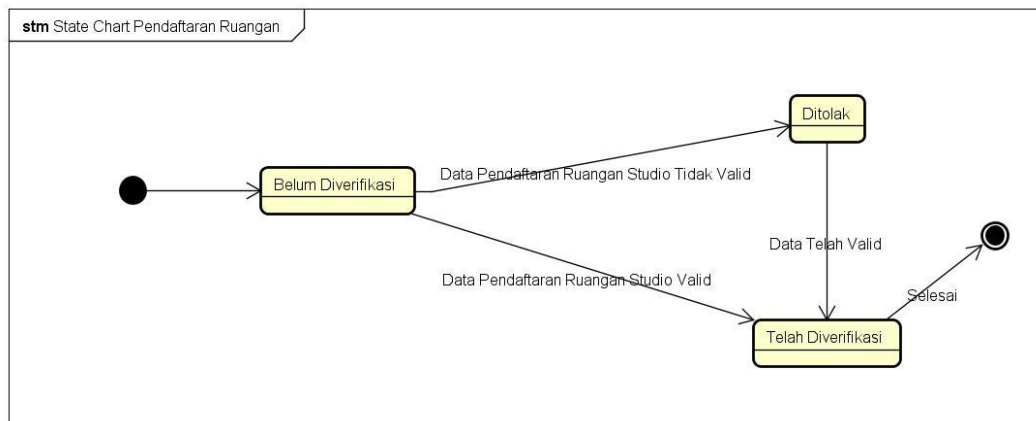 stm State Chart Pendaftaran Ruangan
Ditolak
Data Pendaftaran Ruangan Studio Tidak Valid
Belum Diverifikasi
Data Telah Valid
Data Pendaftaran Ruangan Studio Valid
Selesai
Telah Diverifikasi